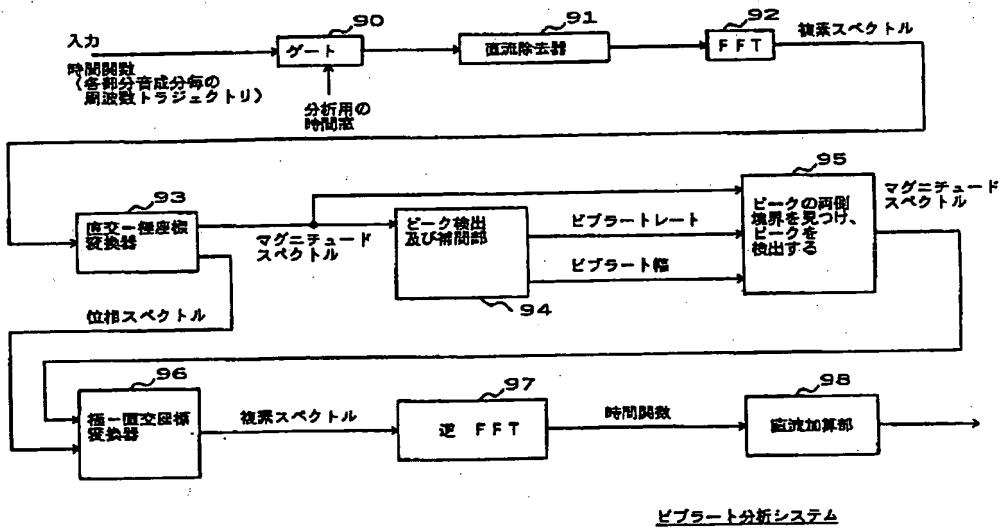 90
91
92
入力
ゲート
直流除去器
FFT
複素スペクトル
時間関数
(各部分音成分毎の
周波数トラジェクトリ)
分析用の
時間窓
93
直交－極座標
変換器
マグニチュード
スペクトル
ピーク検出
及び補間部
94
ビブラートレート
ビブラート幅
95
ピークの両側
境界を見つけ、
ピークを
検出する
マグニチュード
スペクトル
位相スペクトル
96
極－直交座標
変換器
複素スペクトル
97
逆 FFT
時間関数
98
直流加算部
ビブラート分析システム